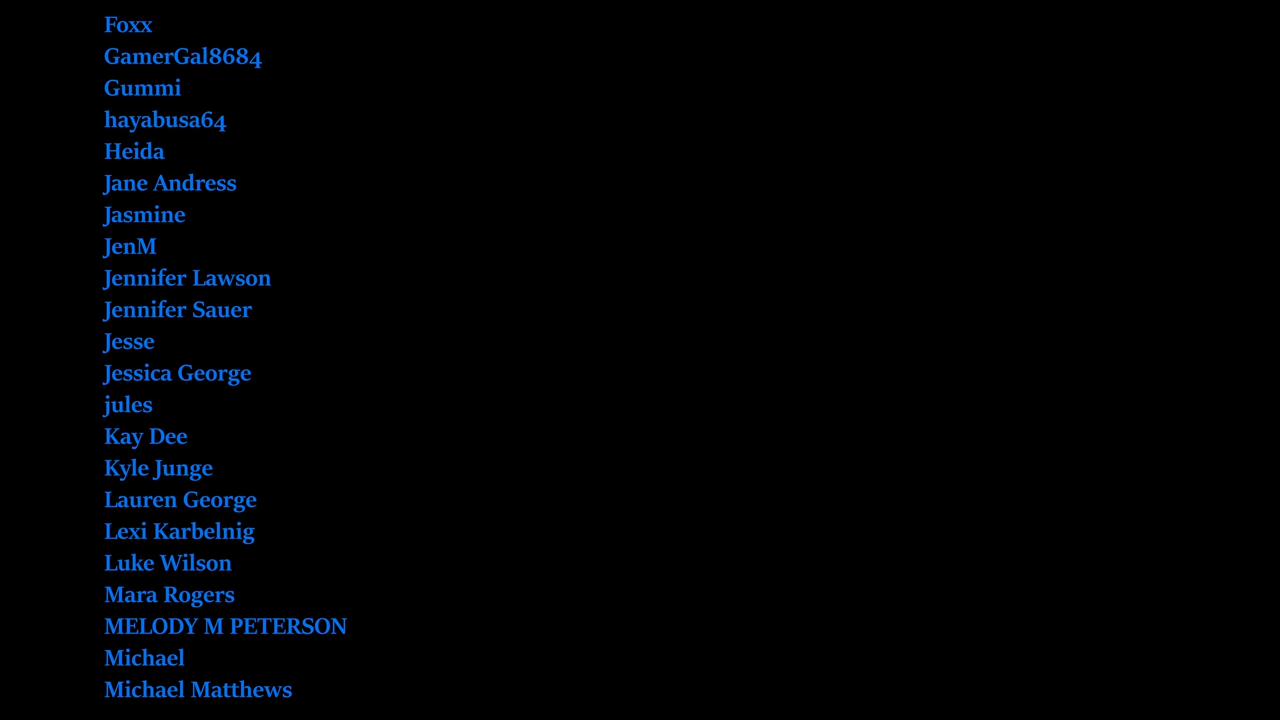 Foxx
GamerGal8684
Gummi
hayabusa64
Heida
Jane Andress
Jasmine
JenM
Jennifer Lawson
Jennifer Sauer
Jesse
Jessica George
jules
Kay Dee
Kyle Junge
Lauren George
Lexi Karbelnig
Luke Wilson
Mara Rogers
MELODY M PETERSON
Michael
Michael Matthews